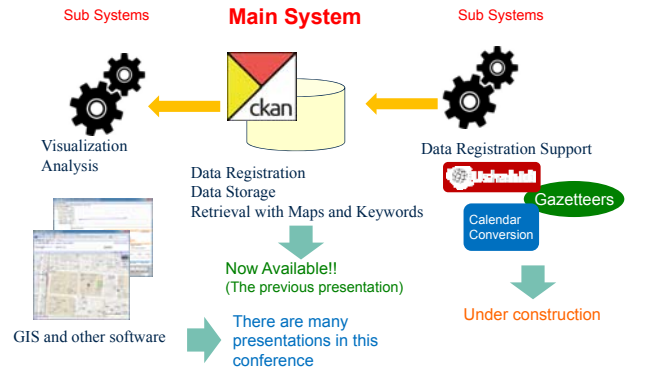 Sub Systems
Main System
Sub Systems
ckan
Visualization
Analysis
Data Registration
Data Storage
Retrieval with Maps and Keywords
Data Registration Support
Ushahidi
Gazetteers
Calendar
Conversion
Now Available!!
(The previous presentation)
Under construction
GIS and other software
There are many
presentations in this
conference